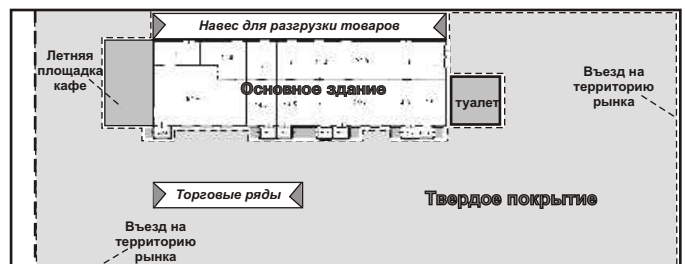 Навес для разгрузки товаров
Летняя
площадка
кафе
Основное здание
туалет
Въезд на
территорию
рынка
Торговые ряды
Твердое покрытие
Въезд на
территорию
рынка